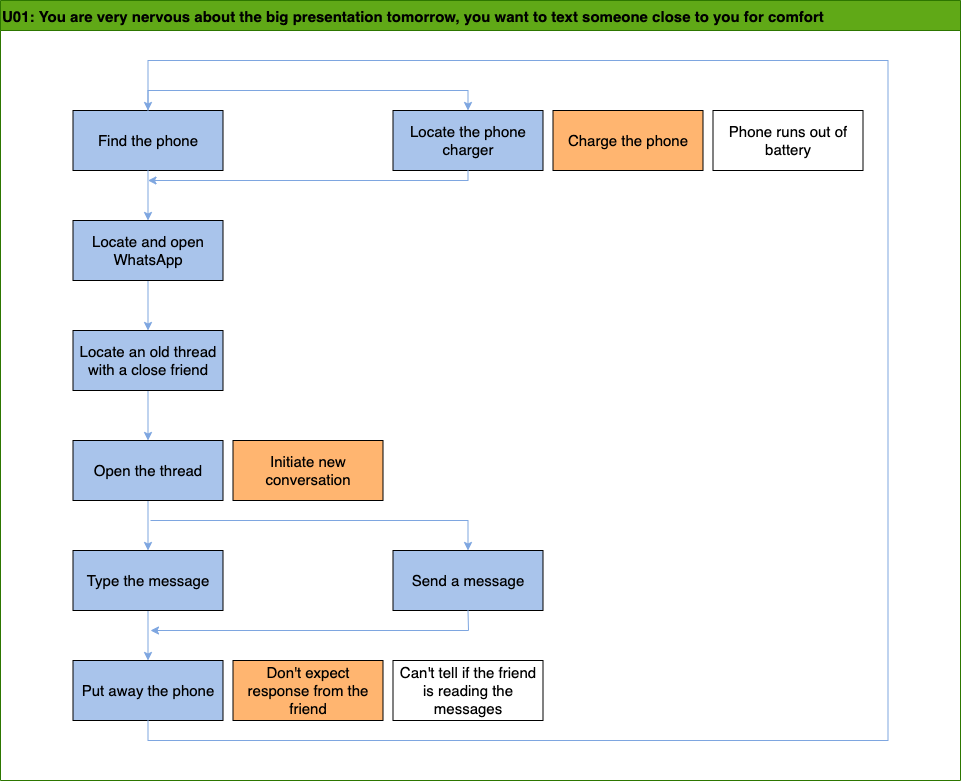 U01: You are very nervous about the big presentation tomorrow, you want to text someone close to you for comfort
Find the phone
Locate the phone
charger
Charge the phone
Phone runs out of
battery
Locate and open
WhatsApp
Locate an old thread
with a close friend
Open the thread
Initiate new
conversation
Type the message
Send a message
Put away the phone
Don't expect
response from the
friend
Can't tell if the friend
is reading the
messages